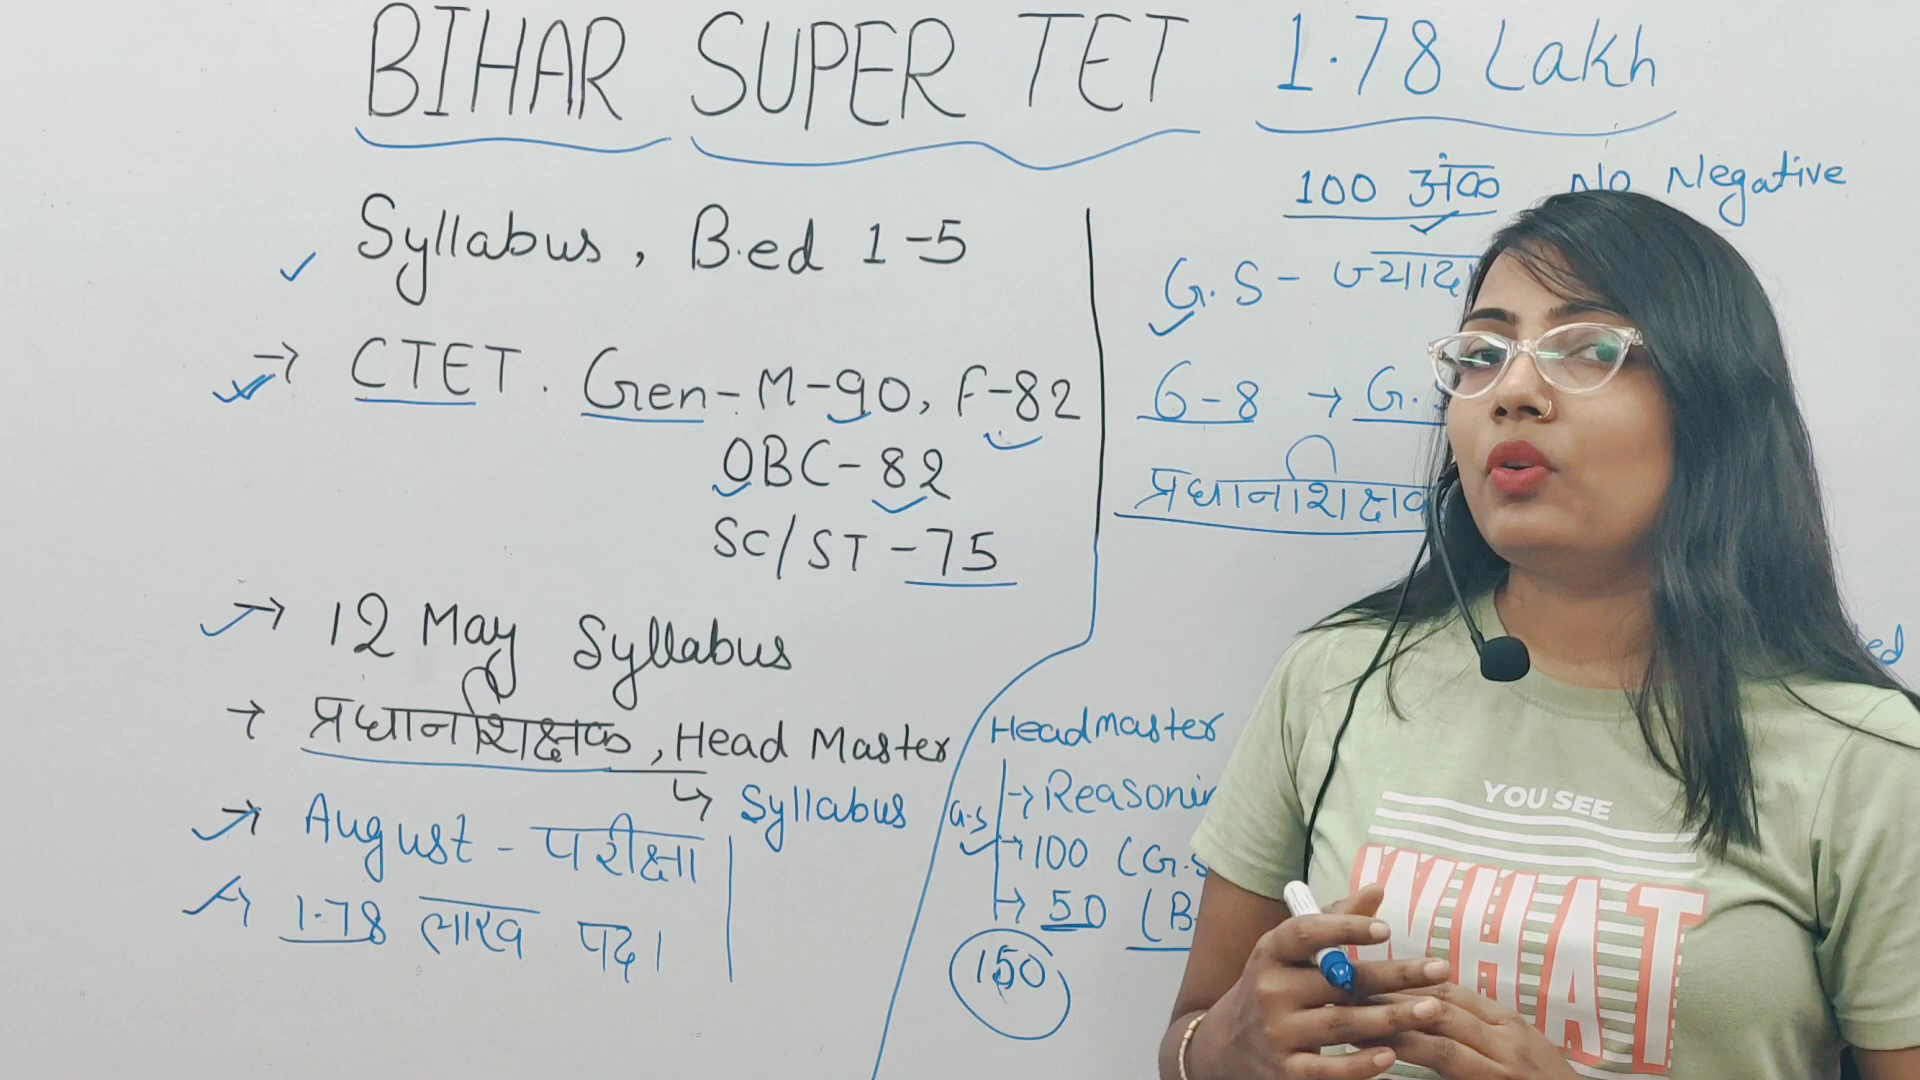 BIHAR SUPER TET 1.78 Lakh
Syllabus, B.ed 1-5
→ CTET. Gen-M-90, F-82
OBC-82
SC/ST-75
→ 12 May Syllabus
→ प्रधानशिक्षक, Head Master
↳ Syllabus
→ August - परीक्षा
→ 1.78 लाख पद।
100 अंक No Negative
G.S-
6-8 → G.
प्रधानशिक्षक
ed
Headmaster
G.S
→
→ 100 (G.S
→ 50 (B
150
YOU SEE
WHAT